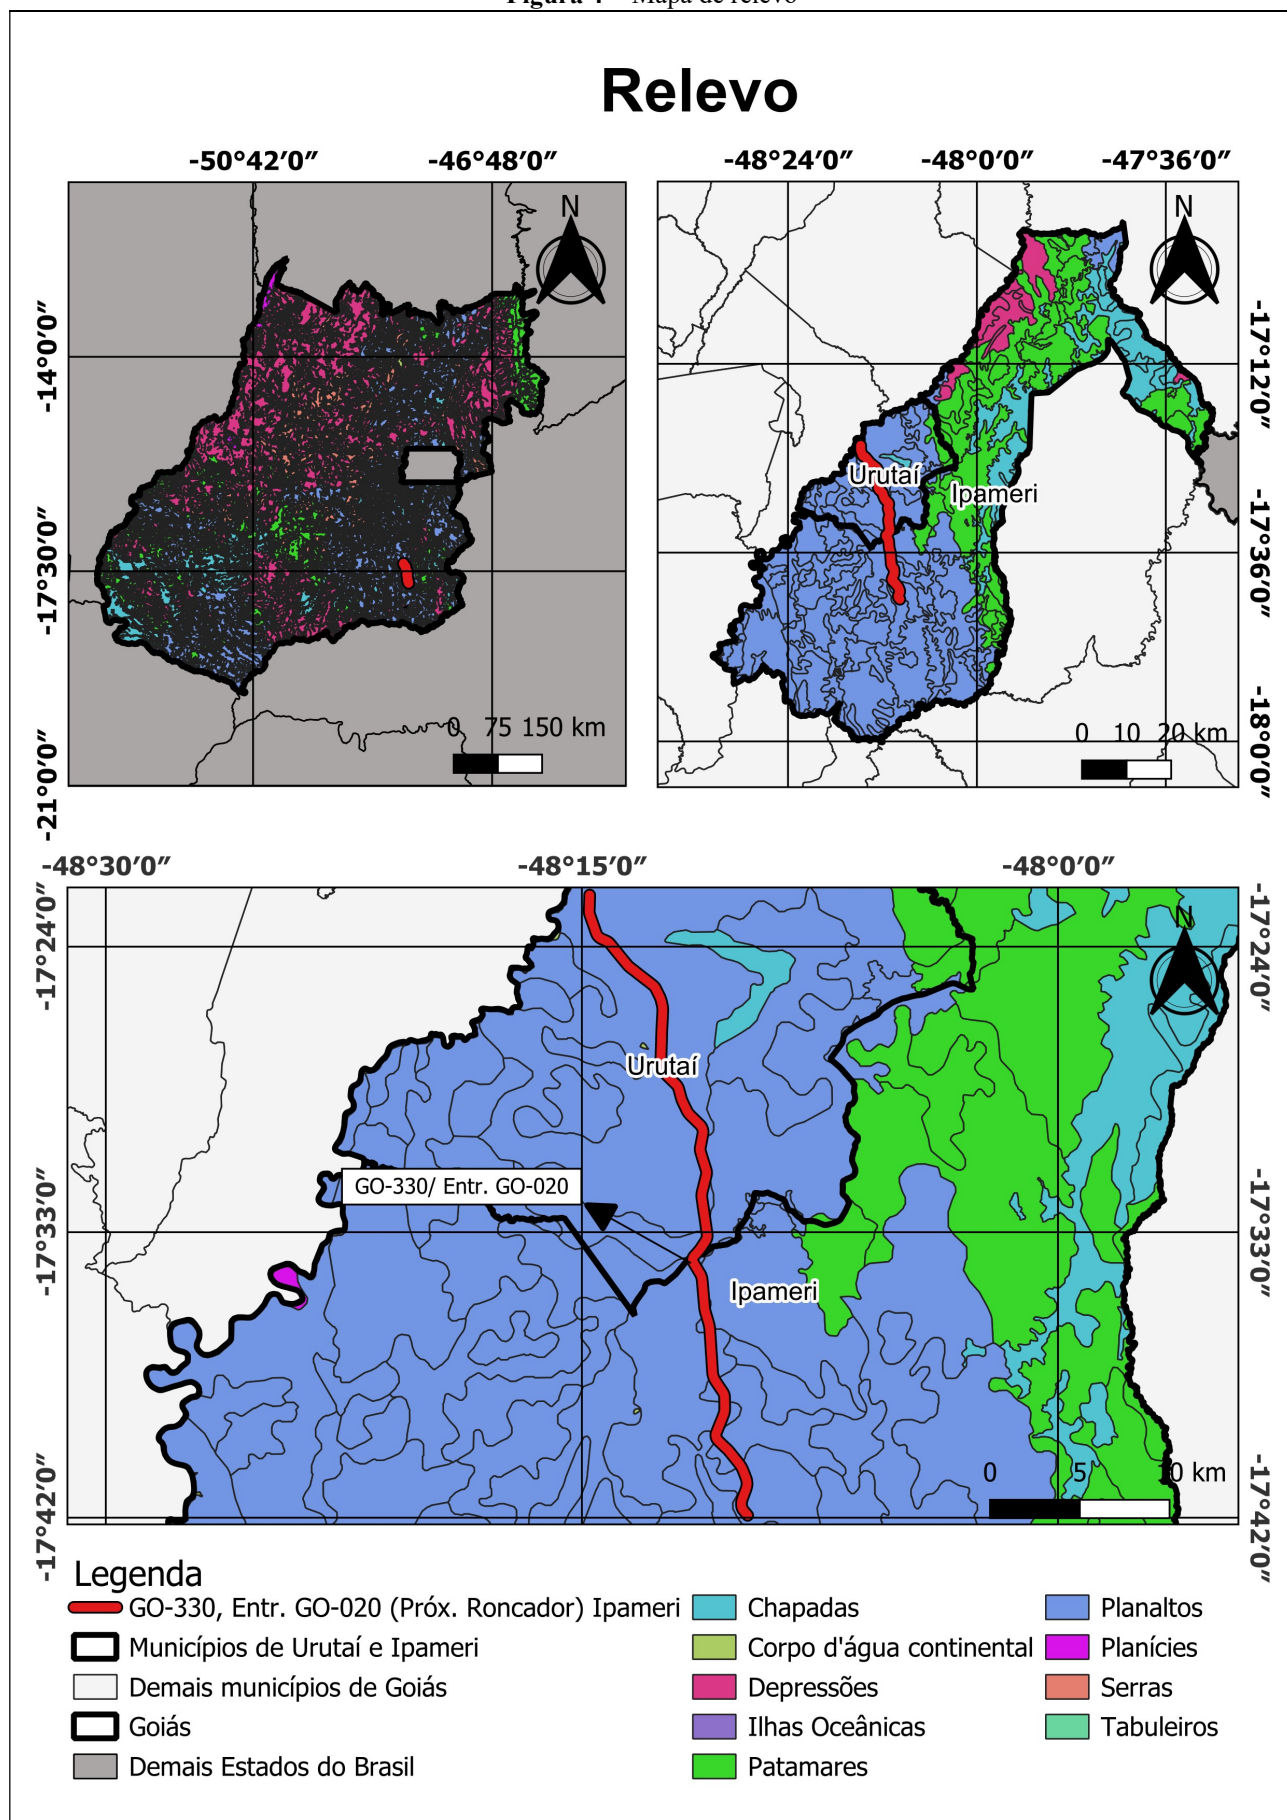 Figura 4 – Mapa de relevo
Relevo
-50°42′0″ -46°48′0″
-14°0′0″
-17°30′0″
-21°0′0″
N
0 75 150 km
-48°24′0″ -48°0′0″ -47°36′0″
N
Urutaí
Ipameri
0 10 20 km
-17°12′0″
-17°36′0″
-18°0′0″
-48°30′0″ -48°15′0″ -48°0′0″
-17°24′0″
-17°33′0″
-17°42′0″
N
Urutaí
GO-330/ Entr. GO-020
Ipameri
0 5 10 km
-17°24′0″
-17°33′0″
-17°42′0″
Legenda
GO-330, Entr. GO-020 (Próx. Roncador) Ipameri
Municípios de Urutaí e Ipameri
Demais municípios de Goiás
Goiás
Demais Estados do Brasil
Chapadas
Corpo d'água continental
Depressões
Ilhas Oceânicas
Patamares
Planaltos
Planícies
Serras
Tabuleiros